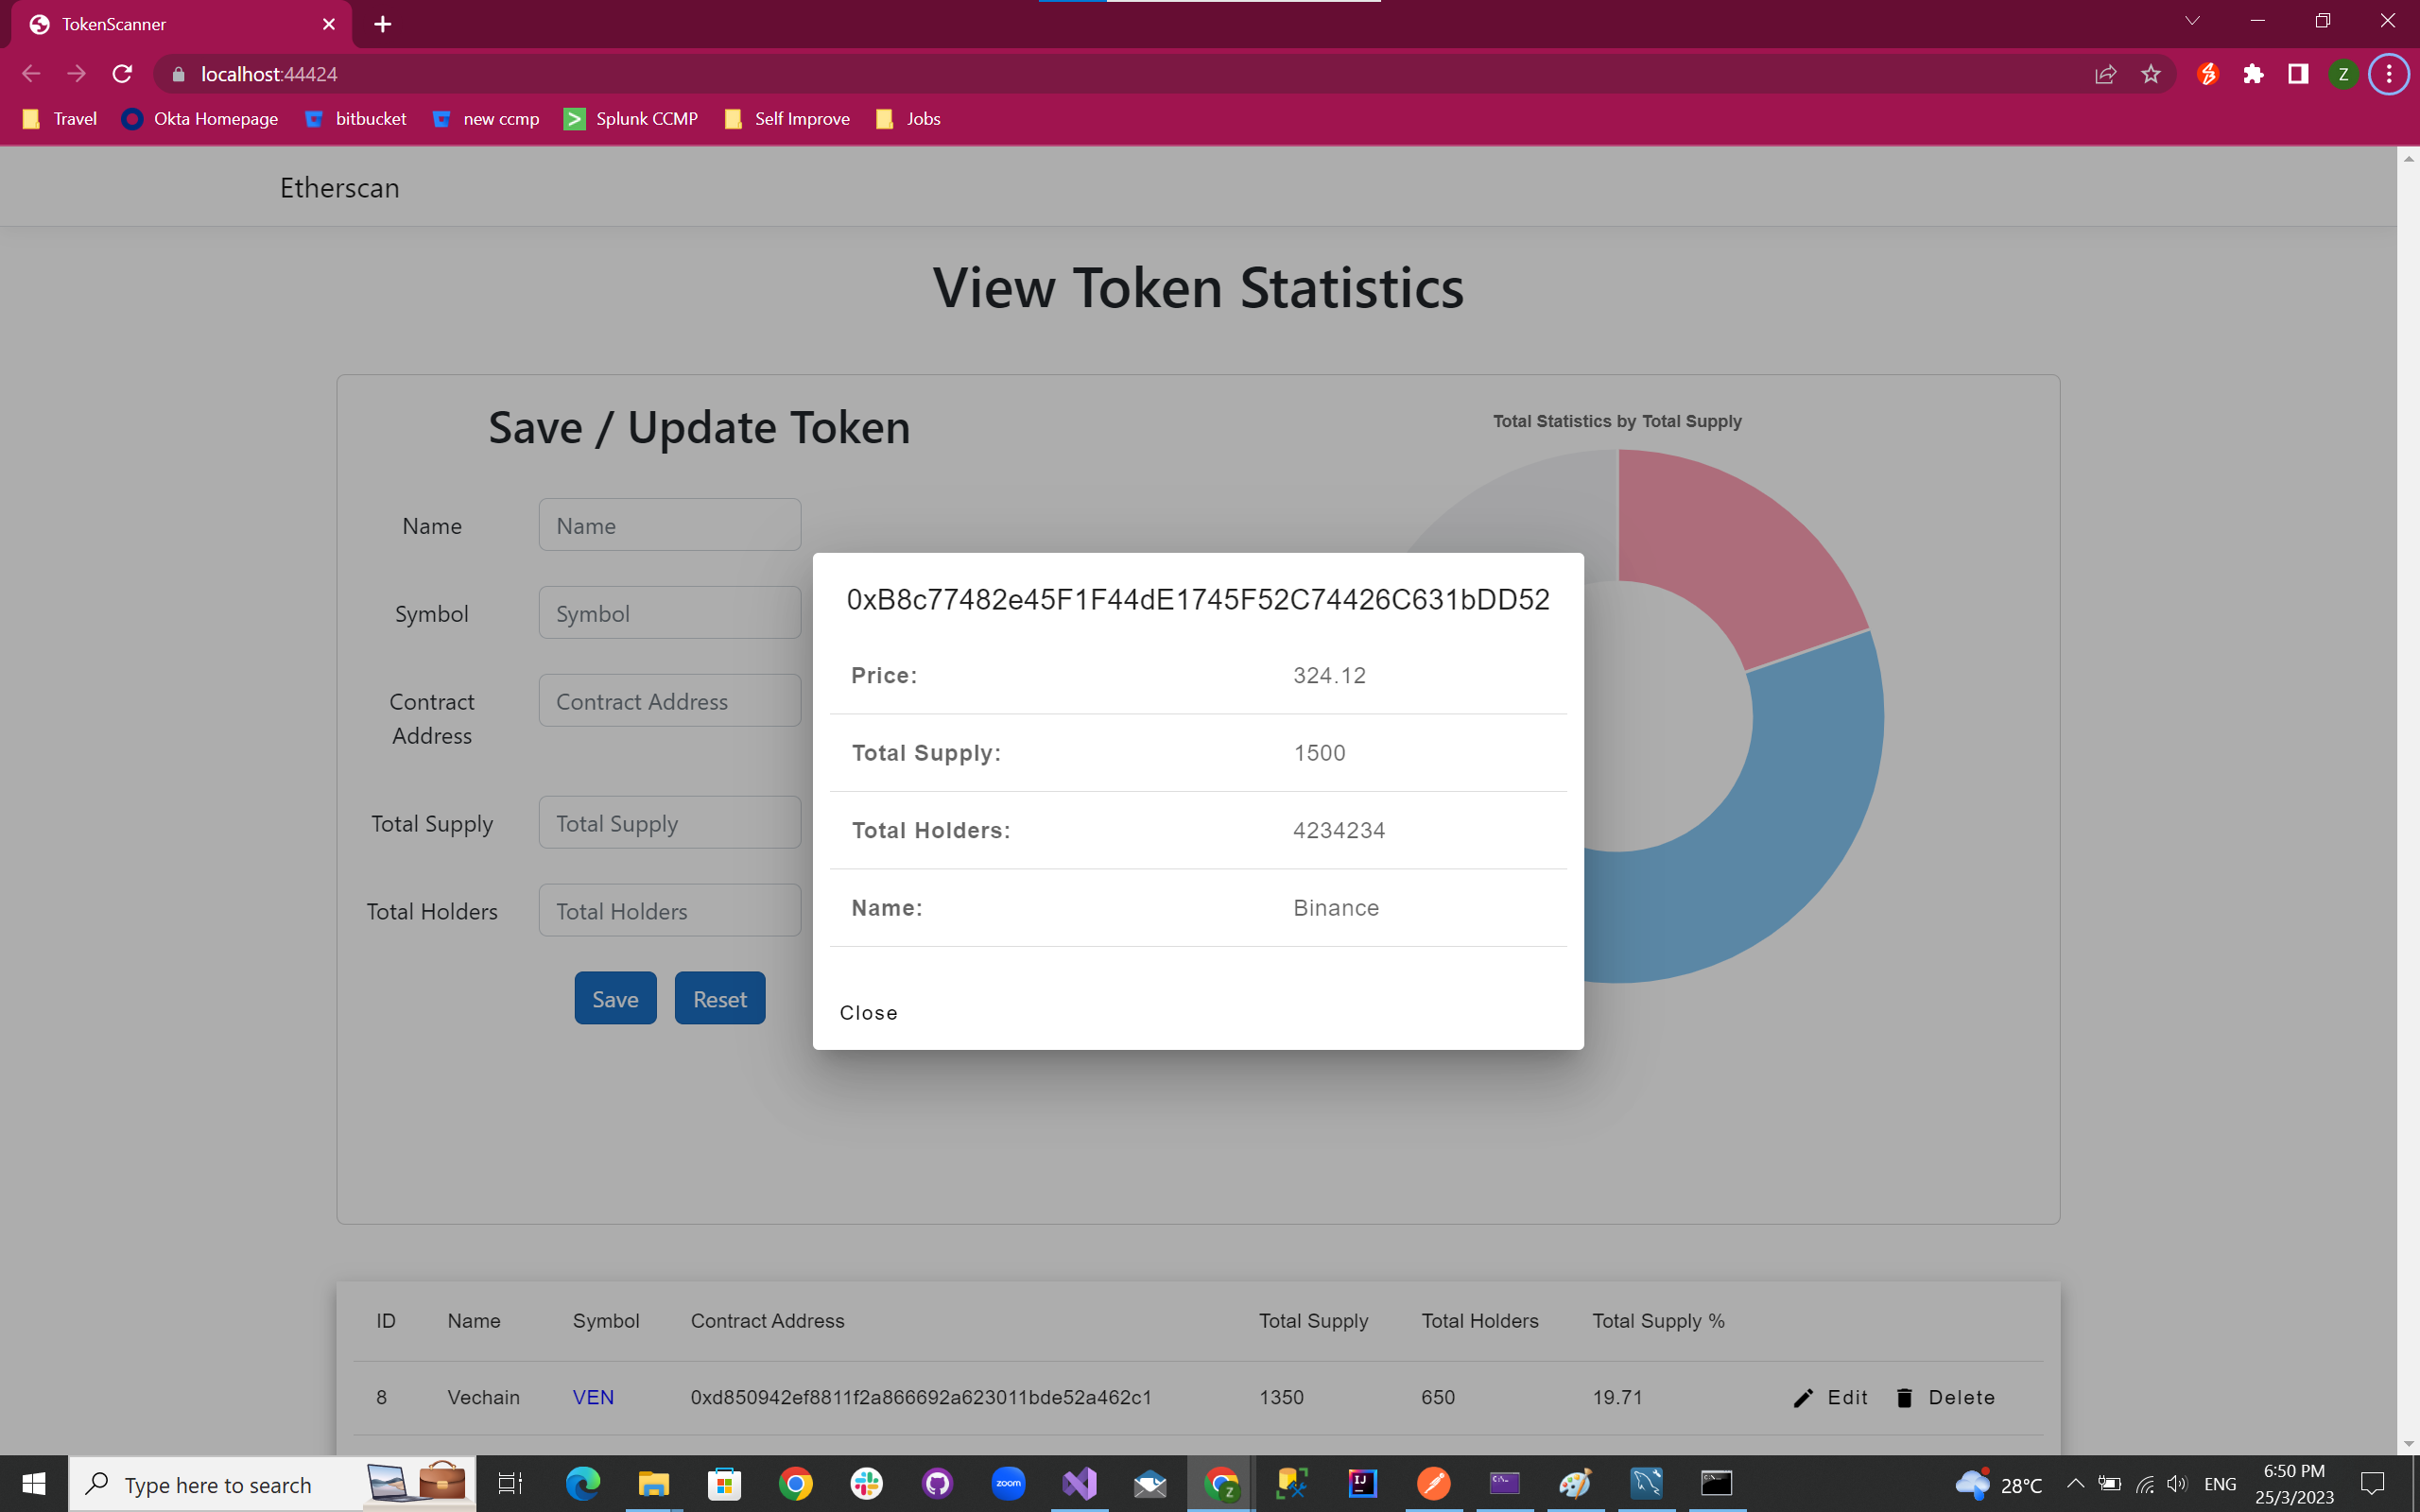 TokenScanner
localhost:44424
Z
Travel
Okta Homepage
bitbucket
new ccmp
Splunk CCMP
Self Improve
Jobs
Etherscan
View Token Statistics
Save / Update Token
Total Statistics by Total Supply
Name
Name
Symbol
Symbol
Contract Address
Contract
Address
Total Supply
Total Supply
Total Holders
Total Holders
Save
Reset
0xB8c77482e45F1F44dE1745F52C74426C631bDD52
Price: 324.12
Total Supply: 1500
Total Holders: 4234234
Name: Binance
Close
ID Name Symbol Contract Address Total Supply Total Holders Total Supply %
8 Vechain VEN 0xd850942ef8811f2a866692a623011bde52a462c1 1350 650 19.71 Edit Delete
Type here to search
zoom
Z
IJ
28°C
ENG
6:50 PM
25/3/2023